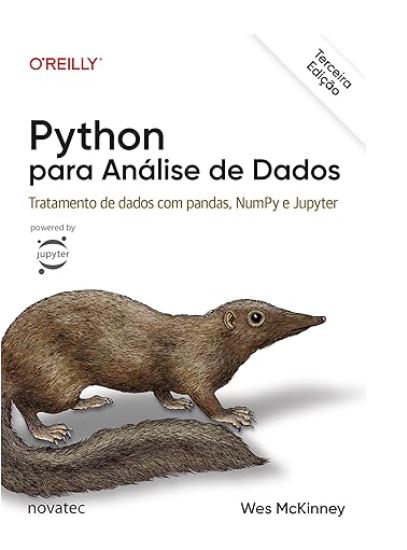 O'REILLY®
Terceira
Edição
Python
para Análise de Dados
Tratamento de dados com pandas, NumPy e Jupyter
powered by
jupyter
novatec
Wes McKinney